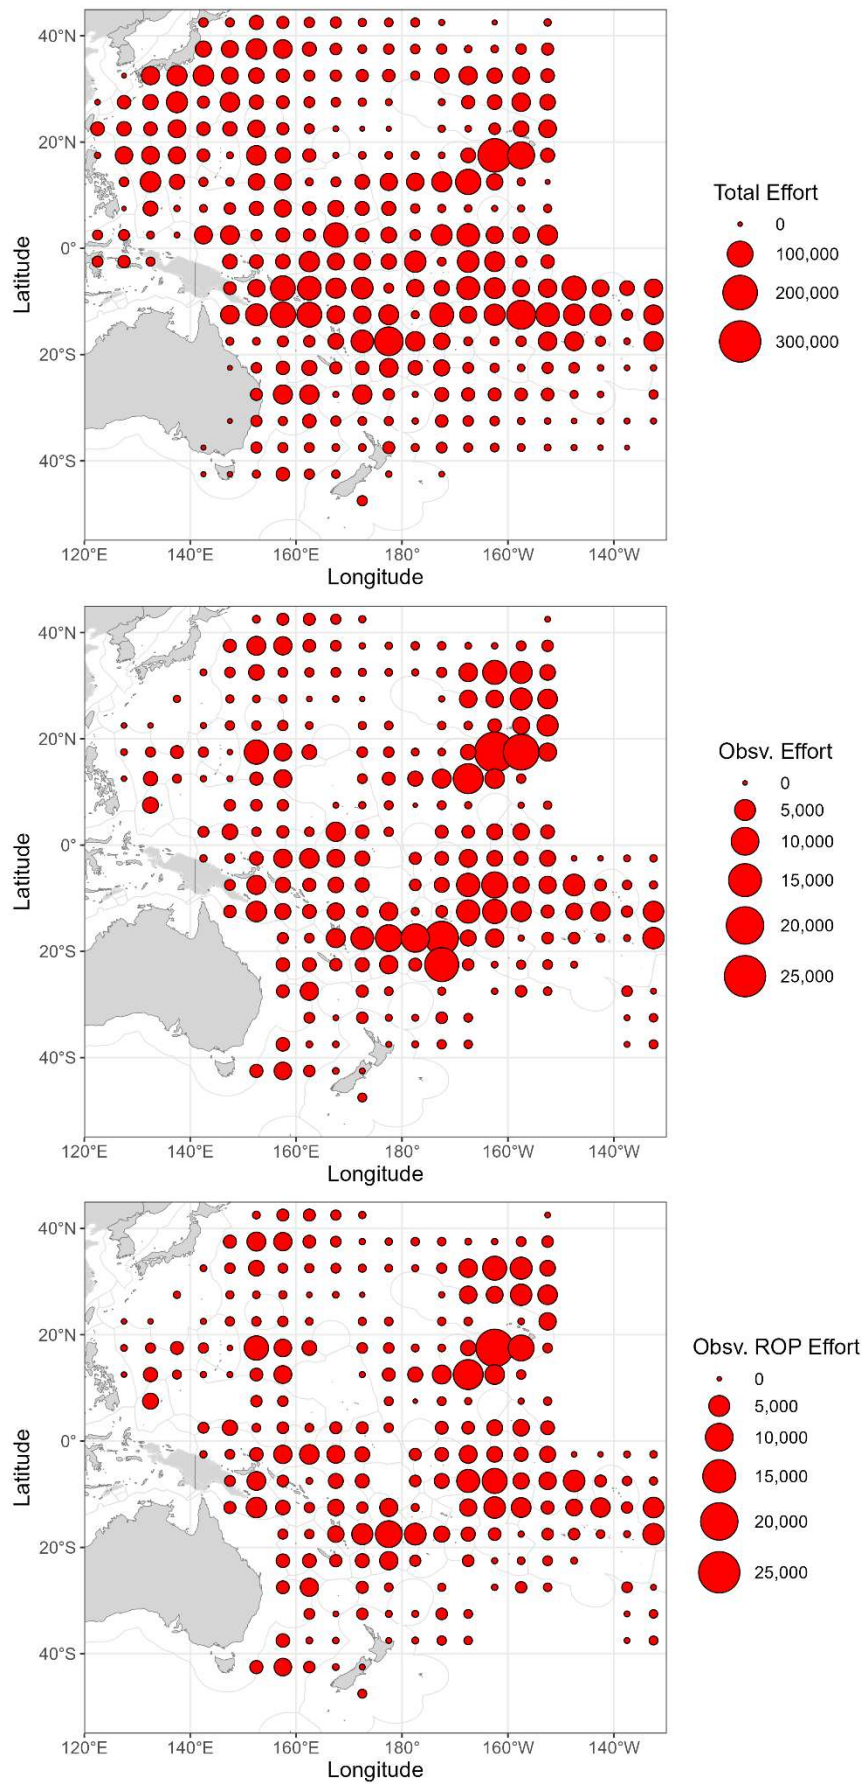 40°N
20°N
0°
20°S
40°S
Latitude
120°E 140°E 160°E 180° 160°W 140°W
Longitude
Total Effort
0
100,000
200,000
300,000
40°N
20°N
0°
20°S
40°S
Latitude
120°E 140°E 160°E 180° 160°W 140°W
Longitude
Obsv. Effort
0
5,000
10,000
15,000
20,000
25,000
40°N
20°N
0°
20°S
40°S
Latitude
120°E 140°E 160°E 180° 160°W 140°W
Longitude
Obsv. ROP Effort
0
5,000
10,000
15,000
20,000
25,000